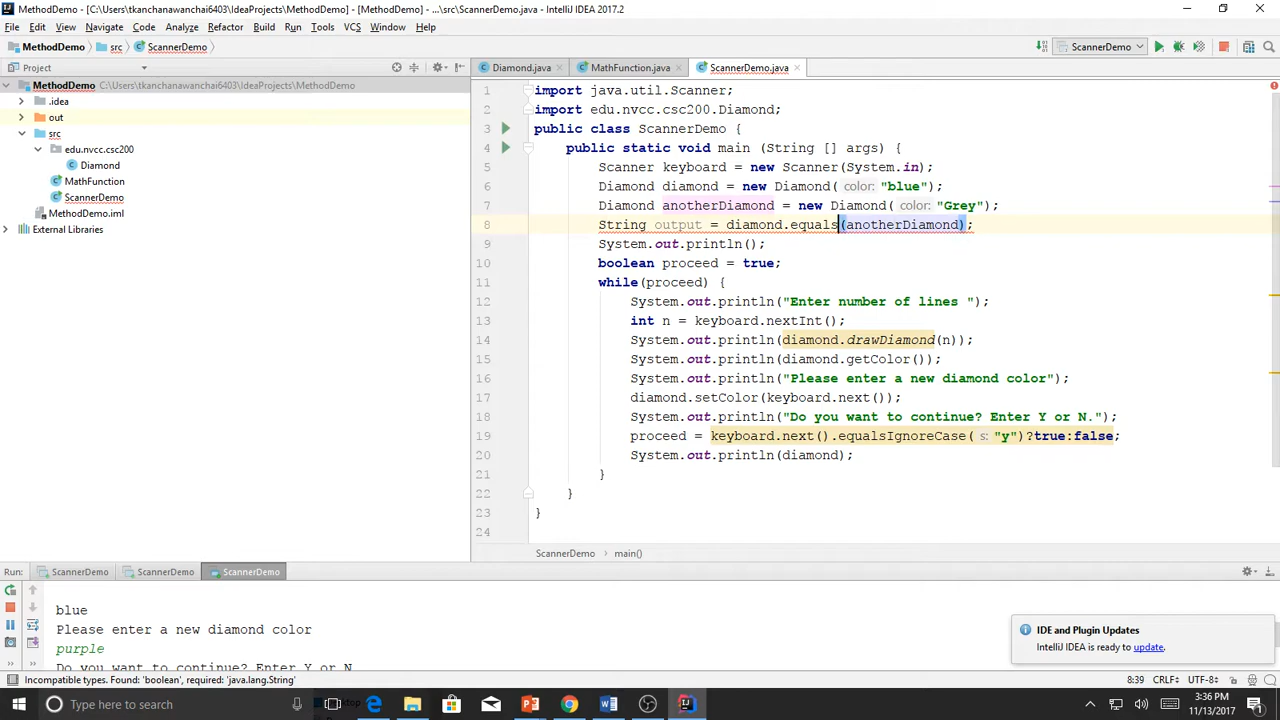 MethodDemo - [C:\Users\tkanchanawanchai6403\IdeaProjects\MethodDemo] - [MethodDemo] - ...\src\ScannerDemo.java - IntelliJ IDEA 2017.2
File Edit View Navigate Code Analyze Refactor Build Run Tools VCS Window Help
MethodDemo src ScannerDemo ScannerDemo
Project Diamond.java MathFunction.java ScannerDemo.java
MethodDemo C:\Users\tkanchanawanchai6403\IdeaProjects\MethodDemo
.idea
out
src
edu.nvcc.csc200
Diamond
MathFunction
ScannerDemo
MethodDemo.iml
External Libraries
1 import java.util.Scanner;
2 import edu.nvcc.csc200.Diamond;
3 public class ScannerDemo {
4 public static void main (String [] args) {
5 Scanner keyboard = new Scanner(System.in);
6 Diamond diamond = new Diamond( color: "blue");
7 Diamond anotherDiamond = new Diamond( color: "Grey");
8 String output = diamond.equals(anotherDiamond);
9 System.out.println();
10 boolean proceed = true;
11 while(proceed) {
12 System.out.println("Enter number of lines ");
13 int n = keyboard.nextInt();
14 System.out.println(diamond.drawDiamond(n));
15 System.out.println(diamond.getColor());
16 System.out.println("Please enter a new diamond color");
17 diamond.setColor(keyboard.next());
18 System.out.println("Do you want to continue? Enter Y or N.");
19 proceed = keyboard.next().equalsIgnoreCase( s: "y")?true:false;
20 System.out.println(diamond);
21 }
22 }
23 }
24
ScannerDemo main()
Run: ScannerDemo ScannerDemo ScannerDemo
blue
Please enter a new diamond color
purple
Do you want to continue? Enter Y or N
IDE and Plugin Updates
IntelliJ IDEA is ready to update.
Incompatible types. Found: 'boolean', required: 'java.lang.String' 8:39 CRLF UTF-8
Type here to search
Desktop
3:36 PM
11/13/2017